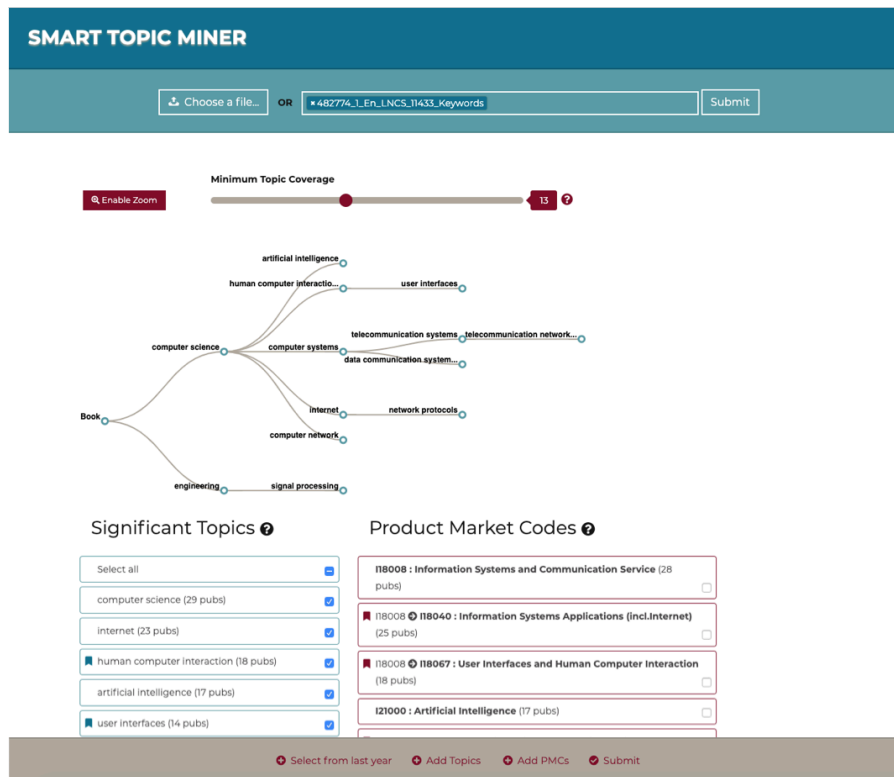 SMART TOPIC MINER
Choose a file...
OR
×482774_1_En_LNCS_11433_Keywords
Submit
Minimum Topic Coverage
Enable Zoom
13
?
artificial intelligence
human computer interactio...
user interfaces
telecommunication systems
telecommunication network...
computer science
computer systems
data communication system...
internet
network protocols
Book
computer network
engineering
signal processing
Significant Topics ?
Select all
computer science (29 pubs)
internet (23 pubs)
human computer interaction (18 pubs)
artificial intelligence (17 pubs)
user interfaces (14 pubs)
Product Market Codes ?
I18008 : Information Systems and Communication Service (28
pubs)
I18008 I18040 : Information Systems Applications (incl.Internet)
(25 pubs)
I18008 I18067 : User Interfaces and Human Computer Interaction
(18 pubs)
I21000 : Artificial Intelligence (17 pubs)
Select from last year
Add Topics
Add PMCs
Submit